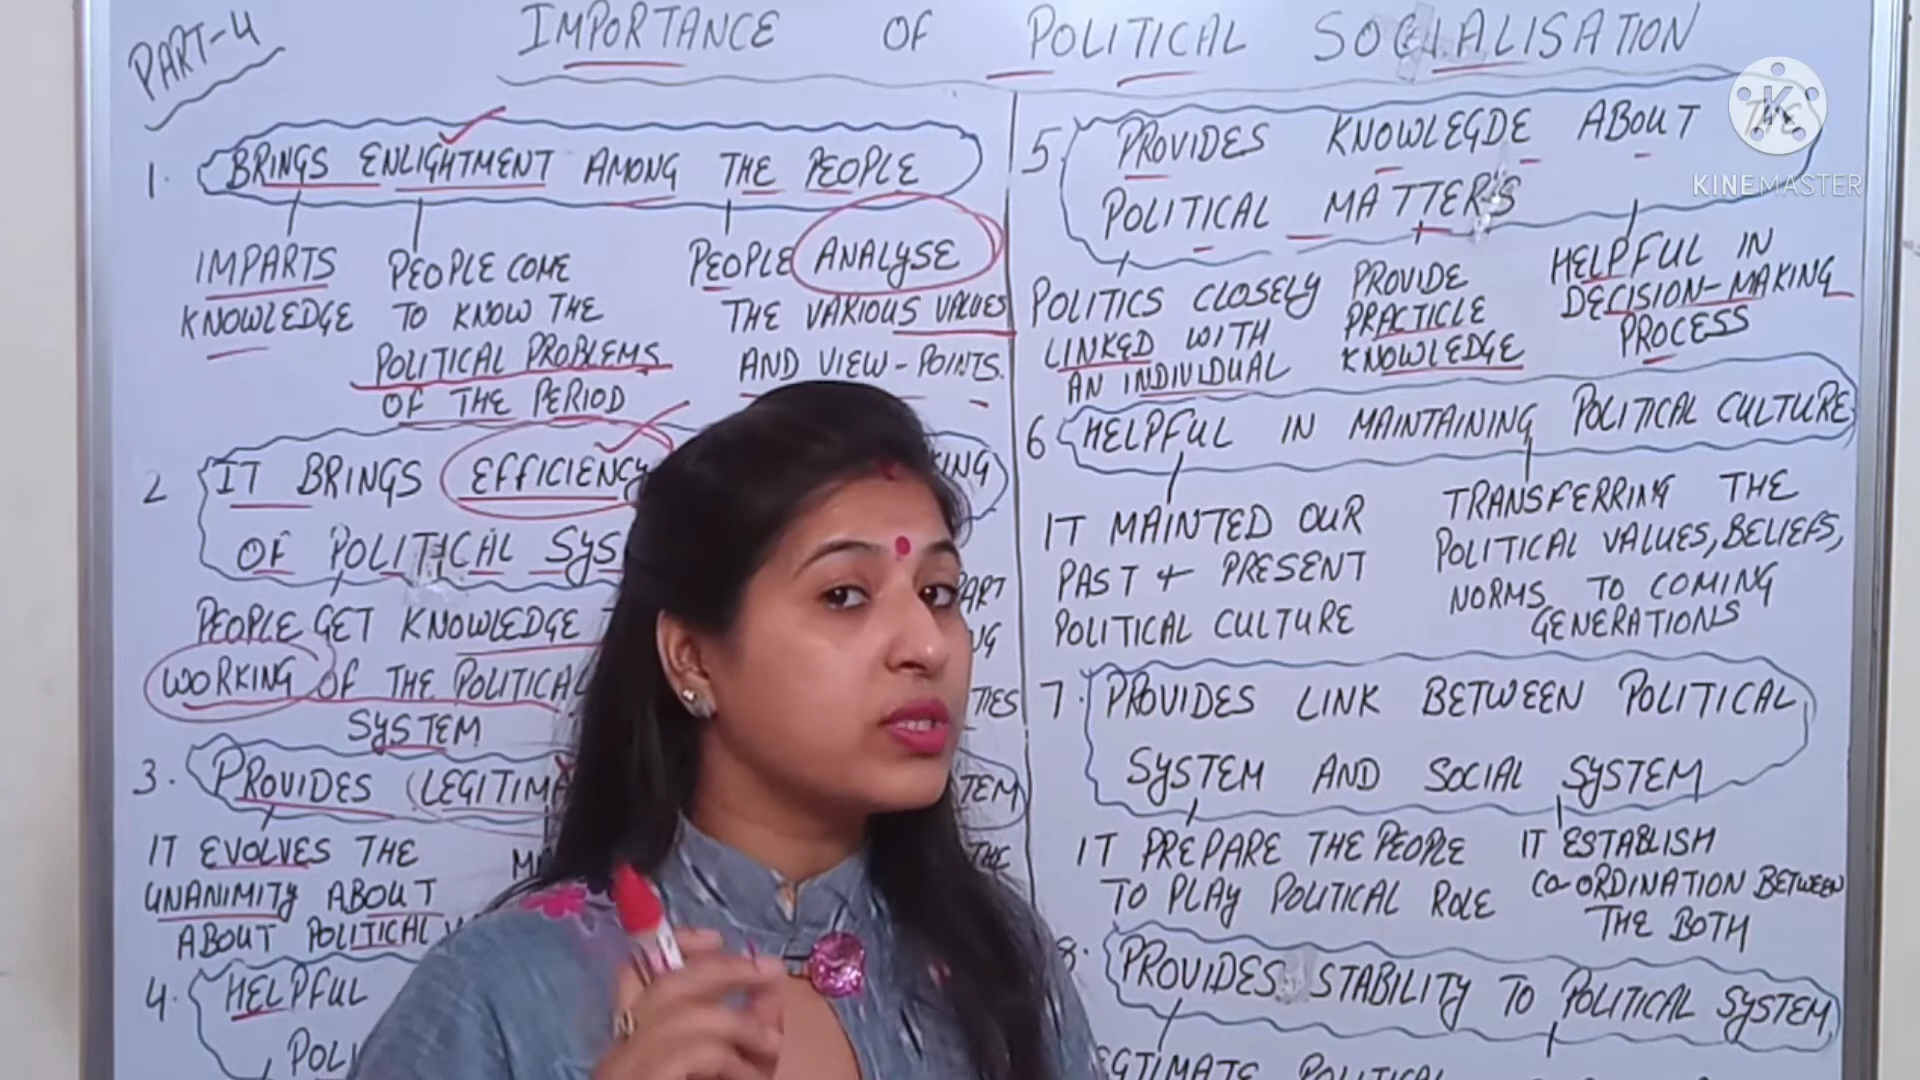 PART-4
IMPORTANCE OF POLITICAL SOCIALISATION
1. BRINGS ENLIGHTMENT AMONG THE PEOPLE
IMPARTS
KNOWLEDGE
PEOPLE COME
TO KNOW THE
POLITICAL PROBLEMS
OF THE PERIOD
PEOPLE ANALYSE
THE VARIOUS VALUES
AND VIEW-POINTS.
2 IT BRINGS EFFICIENCY
OF POLITICAL
PEOPLE GET KNOWLEDGE
WORKING OF THE POLITICAL
SYSTEM
3. PROVIDES
IT EVOLVES THE
UNANIMITY ABOUT
ABOUT POLITICAL
4. HELPFUL
5 PROVIDES KNOWLEGDE ABOUT THE
POLITICAL MATTER'S
POLITICS CLOSELY
LINKED WITH
AN INDIVIDUAL
PROVIDE
PRACTICLE
KNOWLEDGE
HELPFUL IN
DECISION-MAKING
PROCESS
6 HELPFUL IN MAINTAINING POLITICAL CULTURE
IT MAINTED OUR
PAST + PRESENT
POLITICAL CULTURE
TRANSFERRING THE
POLITICAL VALUES, BELIEFS,
NORMS TO COMING
GENERATIONS
7. PROVIDES LINK BETWEEN POLITICAL
SYSTEM AND SOCIAL SYSTEM
IT PREPARE THE PEOPLE
TO PLAY POLITICAL ROLE
IT ESTABLISH
CO-ORDINATION BETWEEN
THE BOTH
8. PROVIDES STABILITY TO POLITICAL SYSTEM
POLITICAL
K
KINEMASTER